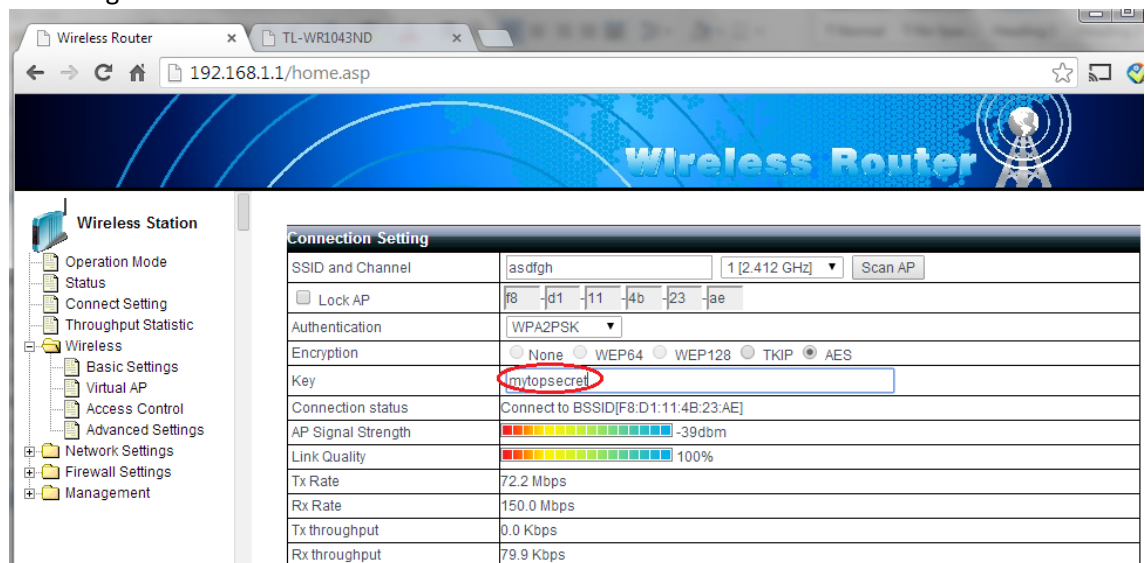 Wireless Router × TL-WR1043ND ×
192.168.1.1/home.asp
Wireless Router
Wireless Station
Operation Mode
Status
Connect Setting
Throughput Statistic
Wireless
Basic Settings
Virtual AP
Access Control
Advanced Settings
Network Settings
Firewall Settings
Management
Connection Setting
SSID and Channel asdfgh 1 [2.412 GHz] Scan AP
Lock AP f8 -d1 -11 -4b -23 -ae
Authentication WPA2PSK
Encryption None WEP64 WEP128 TKIP AES
Key mytopsecret
Connection status Connect to BSSID[F8:D1:11:4B:23:AE]
AP Signal Strength -39dbm
Link Quality 100%
Tx Rate 72.2 Mbps
Rx Rate 150.0 Mbps
Tx throughput 0.0 Kbps
Rx throughput 79.9 Kbps